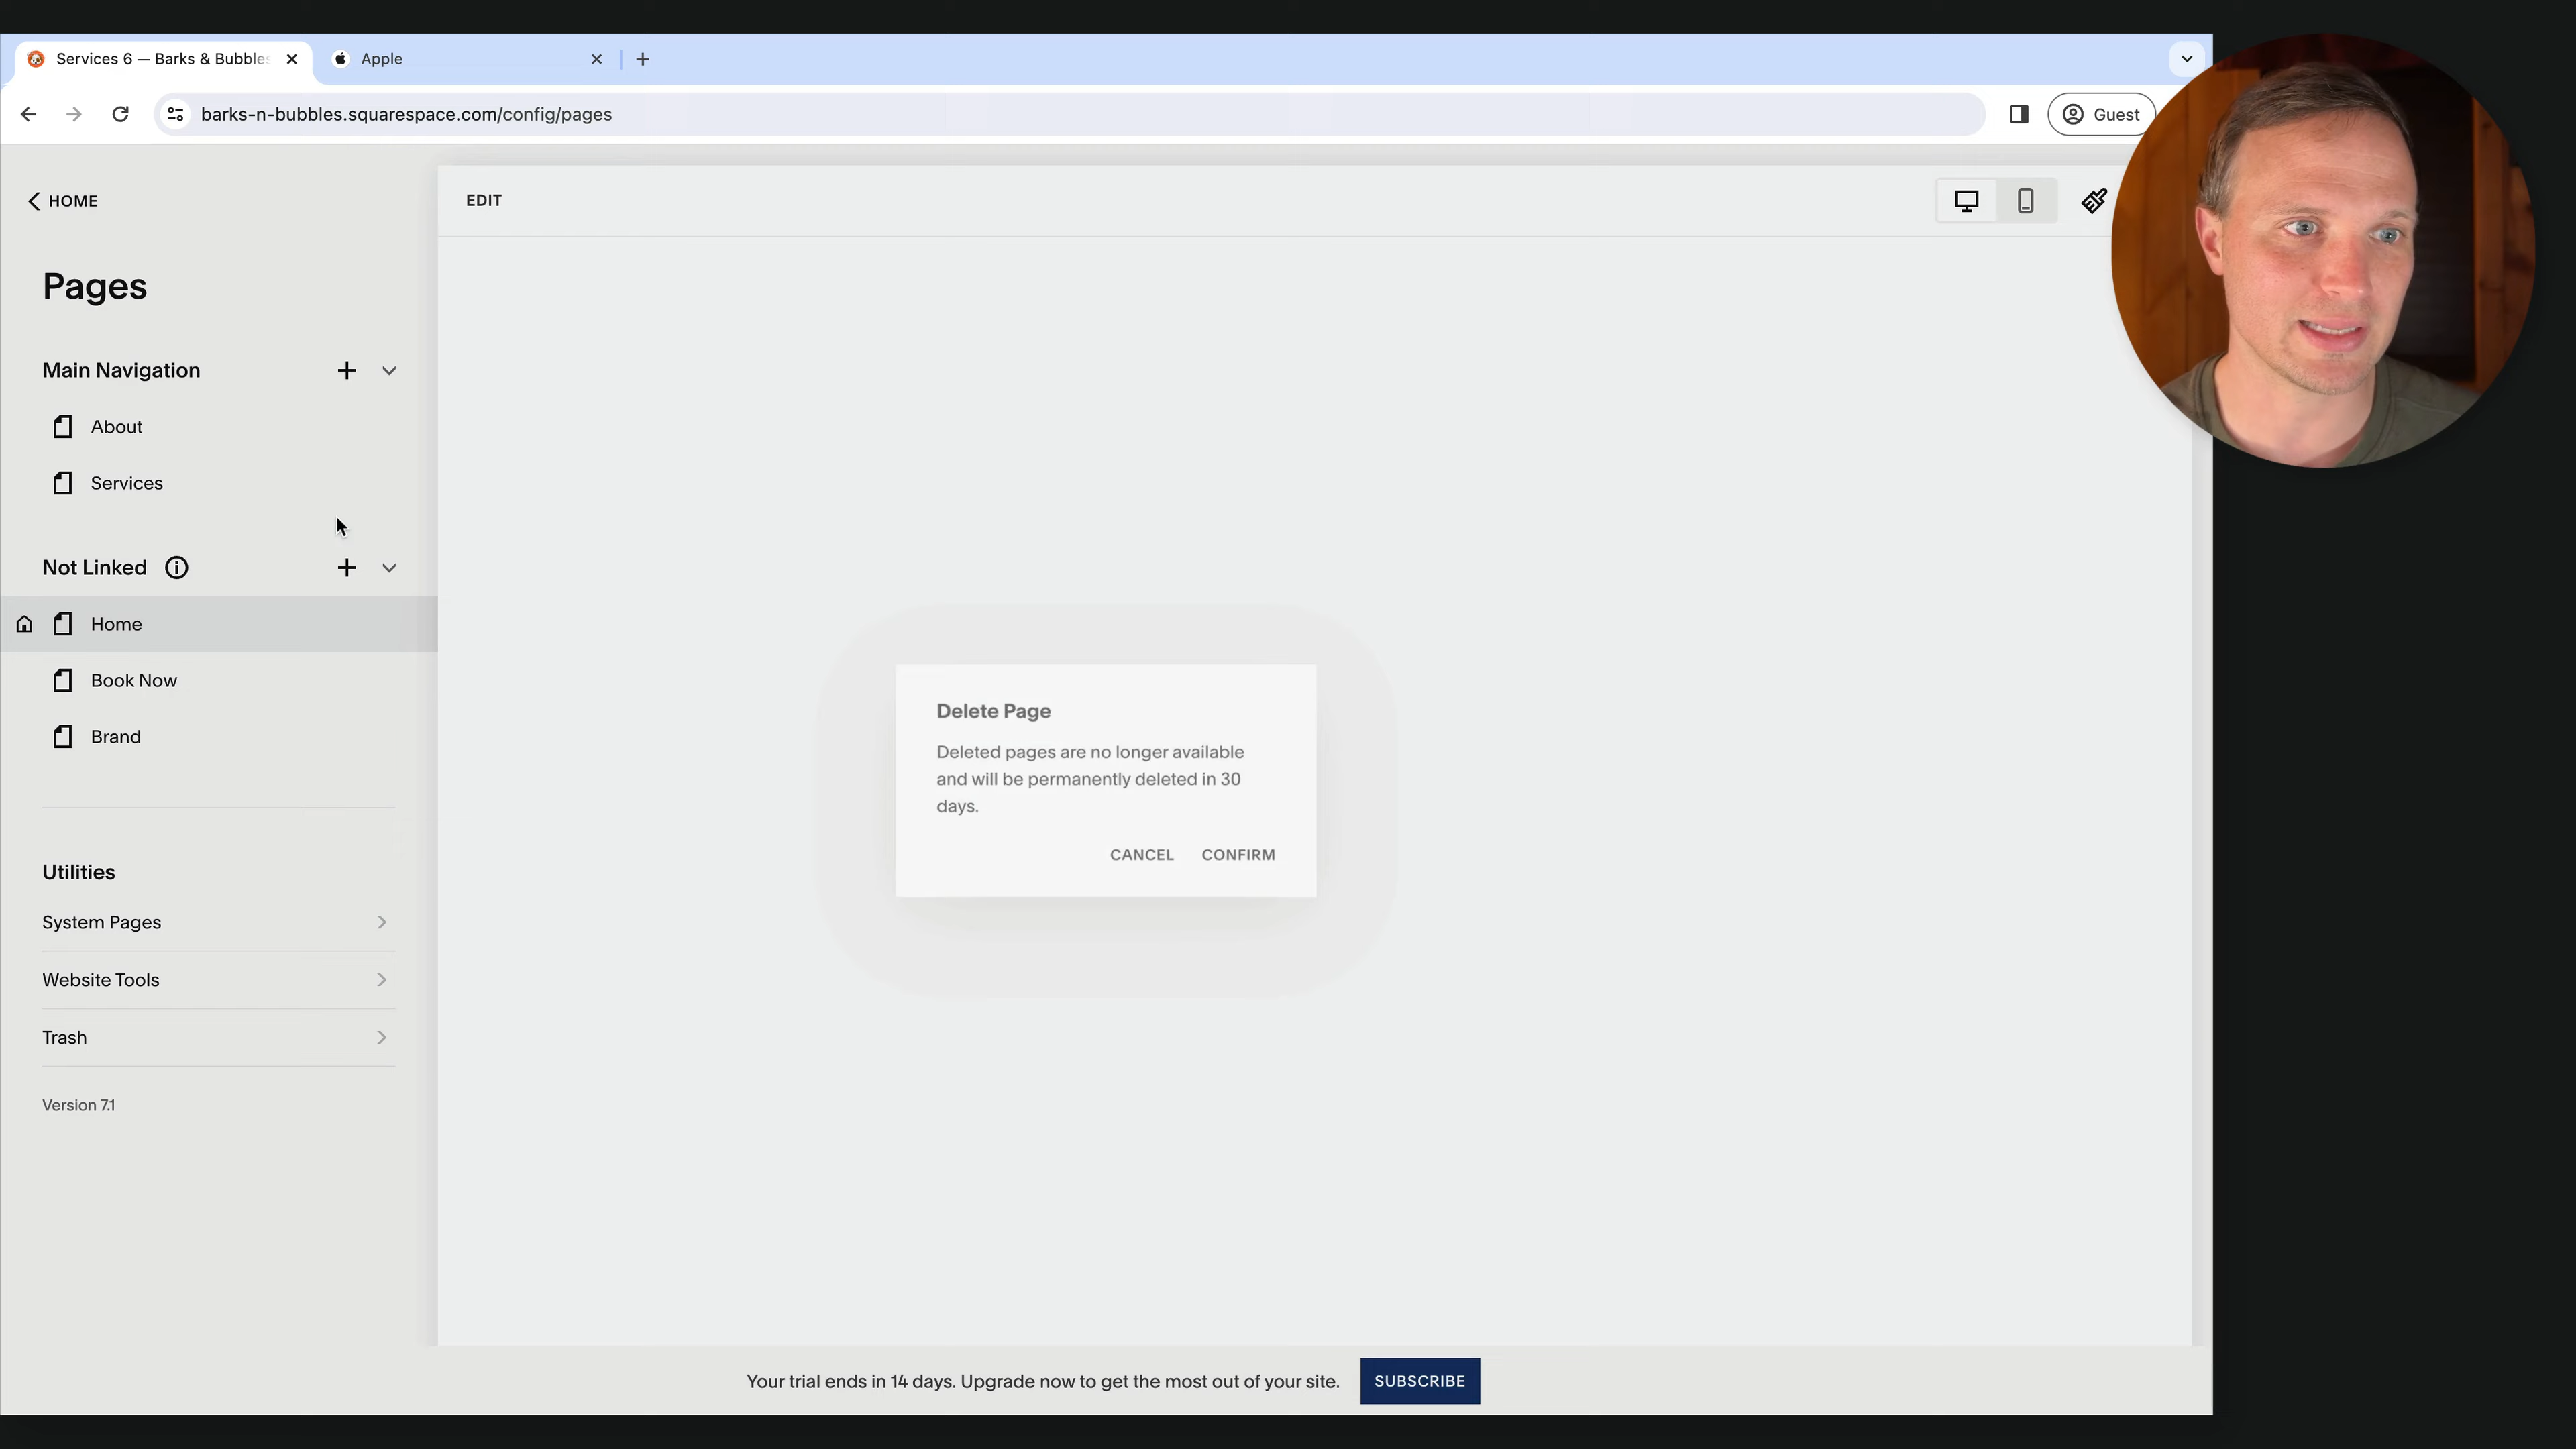 Services 6 — Barks & Bubbles
Apple
barks-n-bubbles.squarespace.com/config/pages
Guest
HOME
EDIT
Pages
Main Navigation
About
Services
Not Linked
Home
Book Now
Brand
Delete Page
Deleted pages are no longer available
and will be permanently deleted in 30
days.
CANCEL CONFIRM
Utilities
System Pages
Website Tools
Trash
Version 7.1
Your trial ends in 14 days. Upgrade now to get the most out of your site.
SUBSCRIBE